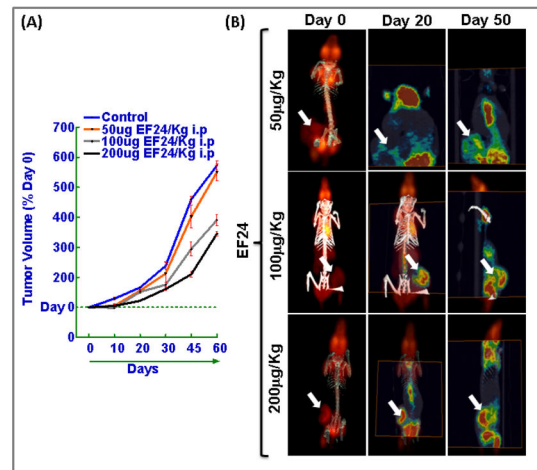 (A)
Control
50ug EF24/Kg i.p
100ug EF24/Kg i.p
200ug EF24/Kg i.p
700
600
500
400
300
200
100
Day 0
Tumor Volume (% Day 0)
0 10 20 30 45 60
Days
(B)
Day 0 Day 20 Day 50
EF24
50µg/Kg
100µg/Kg
200µg/Kg